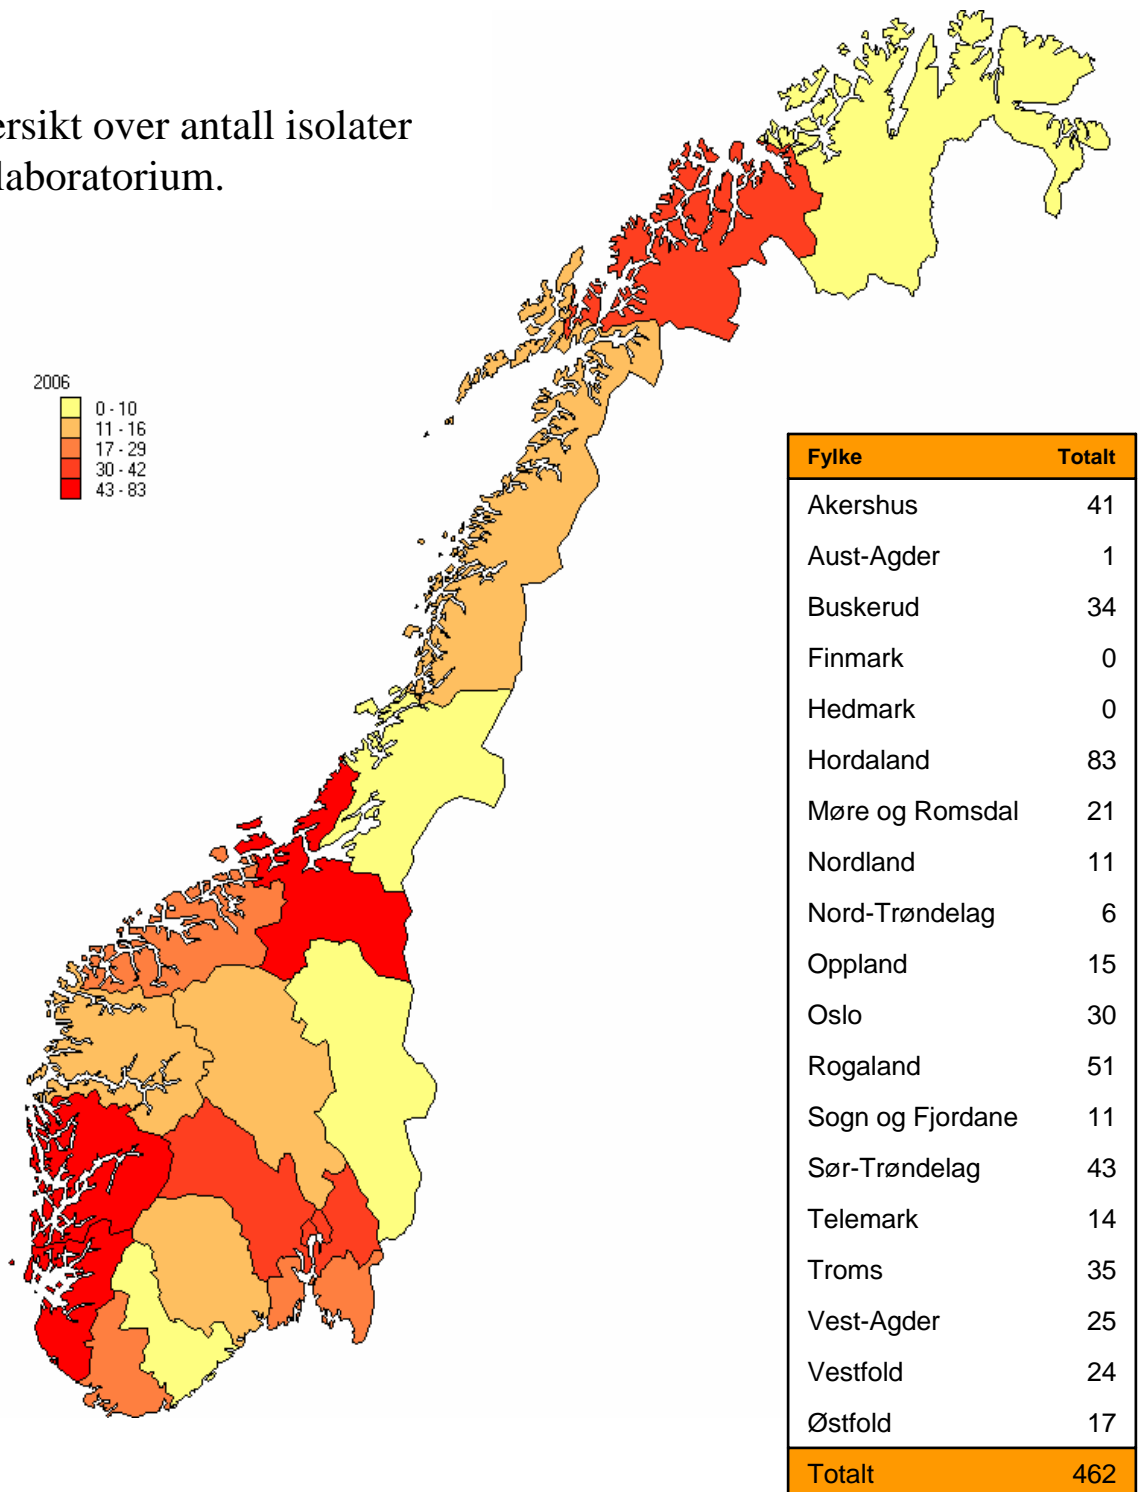 ersikt over antall isolater
laboratorium.
2006
0 - 10
11 - 16
17 - 29
30 - 42
43 - 83
Fylke Totalt
Akershus 41
Aust-Agder 1
Buskerud 34
Finmark 0
Hedmark 0
Hordaland 83
Møre og Romsdal 21
Nordland 11
Nord-Trøndelag 6
Oppland 15
Oslo 30
Rogaland 51
Sogn og Fjordane 11
Sør-Trøndelag 43
Telemark 14
Troms 35
Vest-Agder 25
Vestfold 24
Østfold 17
Totalt 462